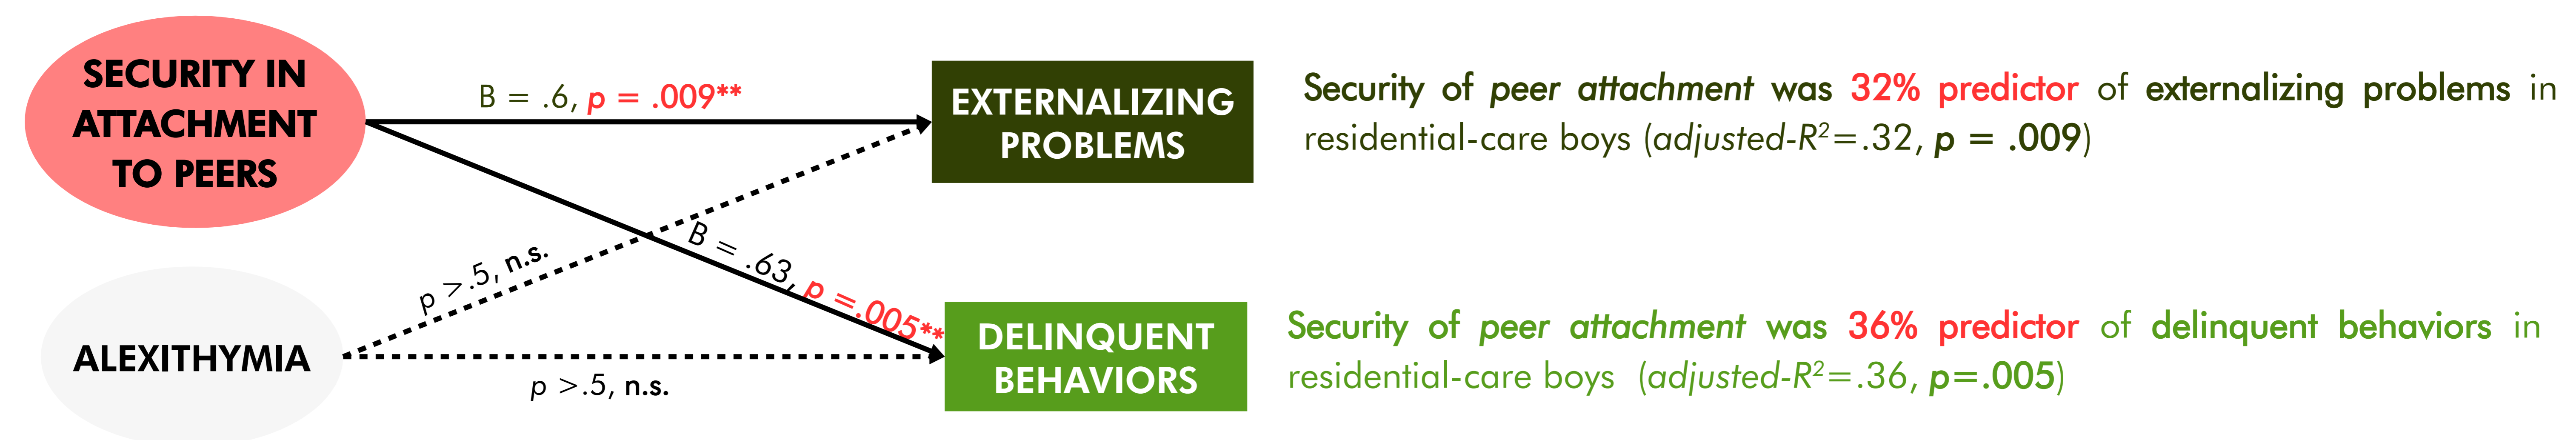 SECURITY IN
ATTACHMENT
TO PEERS
B = .6, p = .009**
EXTERNALIZING
PROBLEMS
Security of peer attachment was 32% predictor of externalizing problems in
residential-care boys (adjusted-R²=.32, p = .009)
p >.5, n.s.
B = .63, p =.005**
ALEXITHYMIA
p >.5, n.s.
DELINQUENT
BEHAVIORS
Security of peer attachment was 36% predictor of delinquent behaviors in
residential-care boys (adjusted-R²=.36, p=.005)